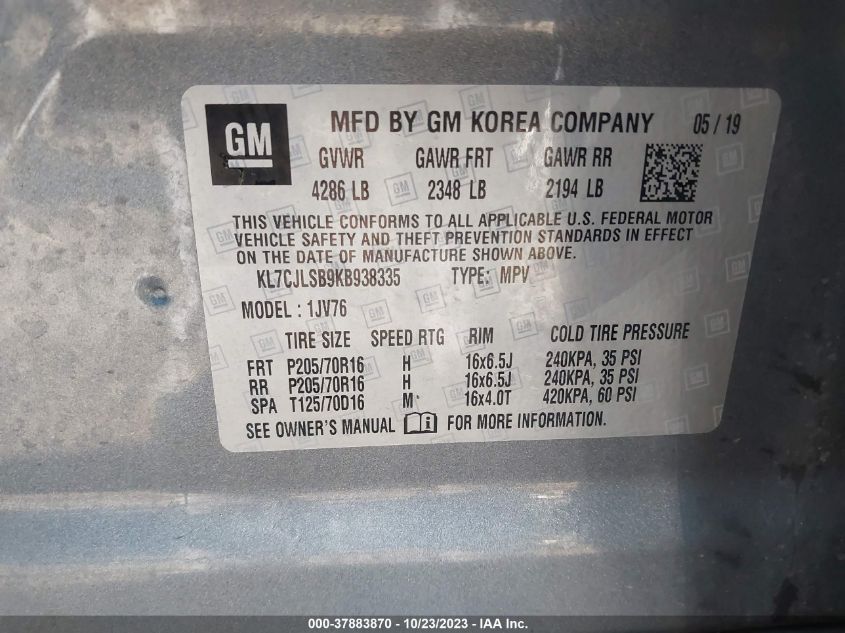 GM MFD BY GM KOREA COMPANY 05 / 19
GVWR GAWR FRT GAWR RR
4286 LB 2348 LB 2194 LB
THIS VEHICLE CONFORMS TO ALL APPLICABLE U.S. FEDERAL MOTOR
VEHICLE SAFETY AND THEFT PREVENTION STANDARDS IN EFFECT
ON THE DATE OF MANUFACTURE SHOWN ABOVE.
KL7CJLSB9KB938335 TYPE: MPV
MODEL : 1JV76
TIRE SIZE SPEED RTG RIM COLD TIRE PRESSURE
FRT P205/70R16 H 16x6.5J 240KPA, 35 PSI
RR P205/70R16 H 16x6.5J 240KPA, 35 PSI
SPA T125/70D16 M 16x4.0T 420KPA, 60 PSI
SEE OWNER'S MANUAL FOR MORE INFORMATION.
000-37883870 | 10/23/2023 - IAA Inc.